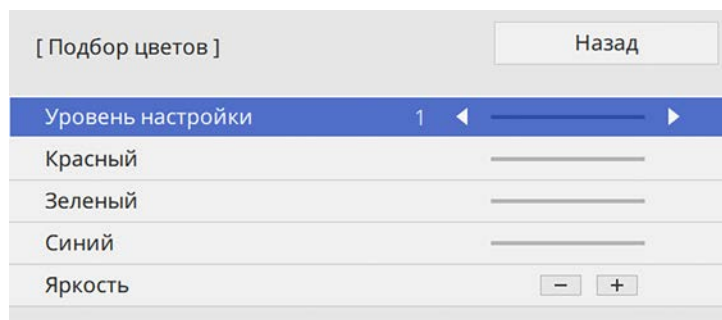 [ Подбор цветов ] Назад
Уровень настройки 1
Красный
Зеленый
Синий
Яркость − +